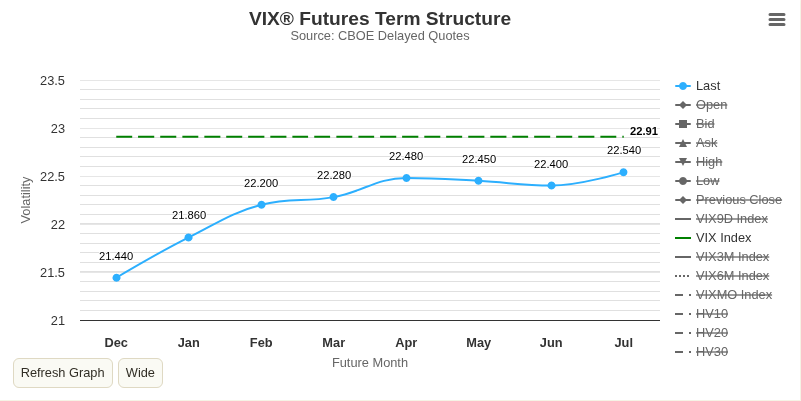 VIX® Futures Term Structure
Source: CBOE Delayed Quotes
Volatility
23.5
23
22.5
22
21.5
21
22.91
21.440
21.860
22.200
22.280
22.480
22.450
22.400
22.540
Dec Jan Feb Mar Apr May Jun Jul
Future Month
Last
Open
Bid
Ask
High
Low
Previous Close
VIX9D Index
VIX Index
VIX3M Index
VIX6M Index
VIXMO Index
HV10
HV20
HV30
Refresh Graph Wide